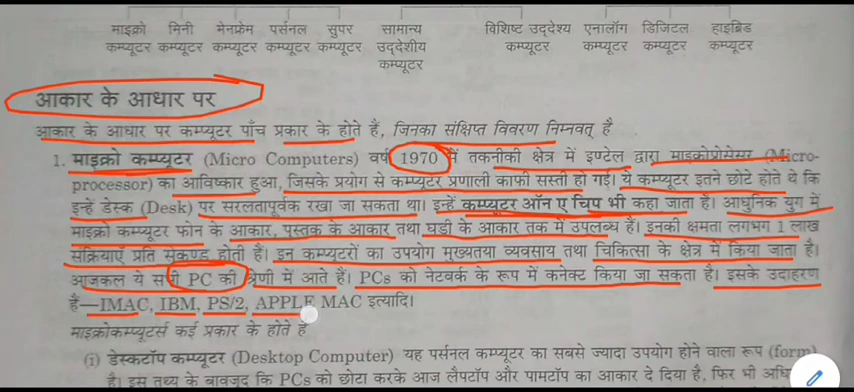 माइक्रो मिनी मेनफ्रेम पर्सनल सुपर सामान्य विशिष्ट उद्देश्य एनालॉग डिजिटल हाइब्रिड
कम्प्यूटर कम्प्यूटर कम्प्यूटर कम्प्यूटर कम्प्यूटर उद्देशीय कम्प्यूटर कम्प्यूटर कम्प्यूटर कम्प्यूटर
कम्प्यूटर
आकार के आधार पर
आकार के आधार पर कम्प्यूटर पाँच प्रकार के होते हैं, जिनका संक्षिप्त विवरण निम्नवत् है
1. माइक्रो कम्प्यूटर (Micro Computers) वर्ष 1970 में तकनीकी क्षेत्र में इण्टेल द्वारा माइक्रोप्रोसेसर (Micro-
processor) का आविष्कार हुआ, जिसके प्रयोग से कम्प्यूटर प्रणाली काफी सस्ती हो गई। ये कम्प्यूटर इतने छोटे होते थे कि
इन्हें डेस्क (Desk) पर सरलतापूर्वक रखा जा सकता था। इन्हें कम्प्यूटर ऑन ए चिप भी कहा जाता है। आधुनिक युग में
माइक्रो कम्प्यूटर फोन के आकार, पुस्तक के आकार तथा घड़ी के आकार तक में उपलब्ध हैं। इनकी क्षमता लगभग 1 लाख
संक्रियाएँ प्रति सेकण्ड होती हैं। इन कम्प्यूटरों का उपयोग मुख्यतया व्यवसाय तथा चिकित्सा के क्षेत्र में किया जाता है।
आजकल ये सभी PC की श्रेणी में आते हैं। PCs को नेटवर्क के रूप में कनेक्ट किया जा सकता है। इसके उदाहरण
हैं—IMAC, IBM, PS/2, APPLE MAC इत्यादि।
माइक्रोकम्प्यूटर्स कई प्रकार के होते हैं
(i) डेस्कटॉप कम्प्यूटर (Desktop Computer) यह पर्सनल कम्प्यूटर का सबसे ज्यादा उपयोग होने वाला रूप (form)
है। इस तथ्य के बावजूद कि PCs को छोटा करके आज लैपटॉप और पामटॉप का आकार दे दिया है, फिर भी